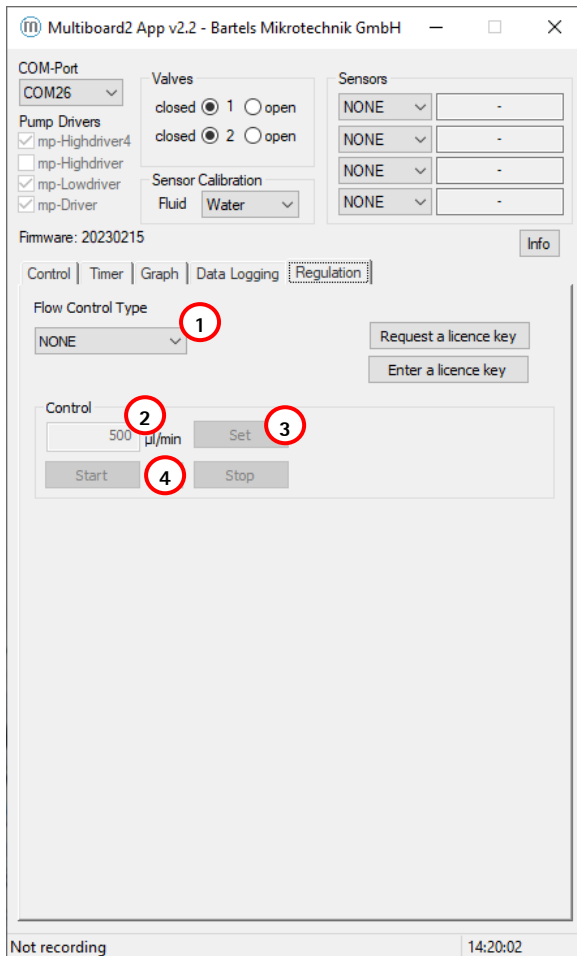 Multiboard2 App v2.2 - Bartels Mikrotechnik GmbH
COM-Port
COM26
Pump Drivers
mp-Highdriver4
mp-Highdriver
mp-Lowdriver
mp-Driver
Valves
closed 1 open
closed 2 open
Sensor Calibration
Fluid Water
Sensors
NONE -
NONE -
NONE -
NONE -
Firmware: 20230215
Info
Control Timer Graph Data Logging Regulation
Flow Control Type
NONE
1
Request a licence key
Enter a licence key
Control
2
500 µl/min Set 3
Start 4 Stop
Not recording 14:20:02